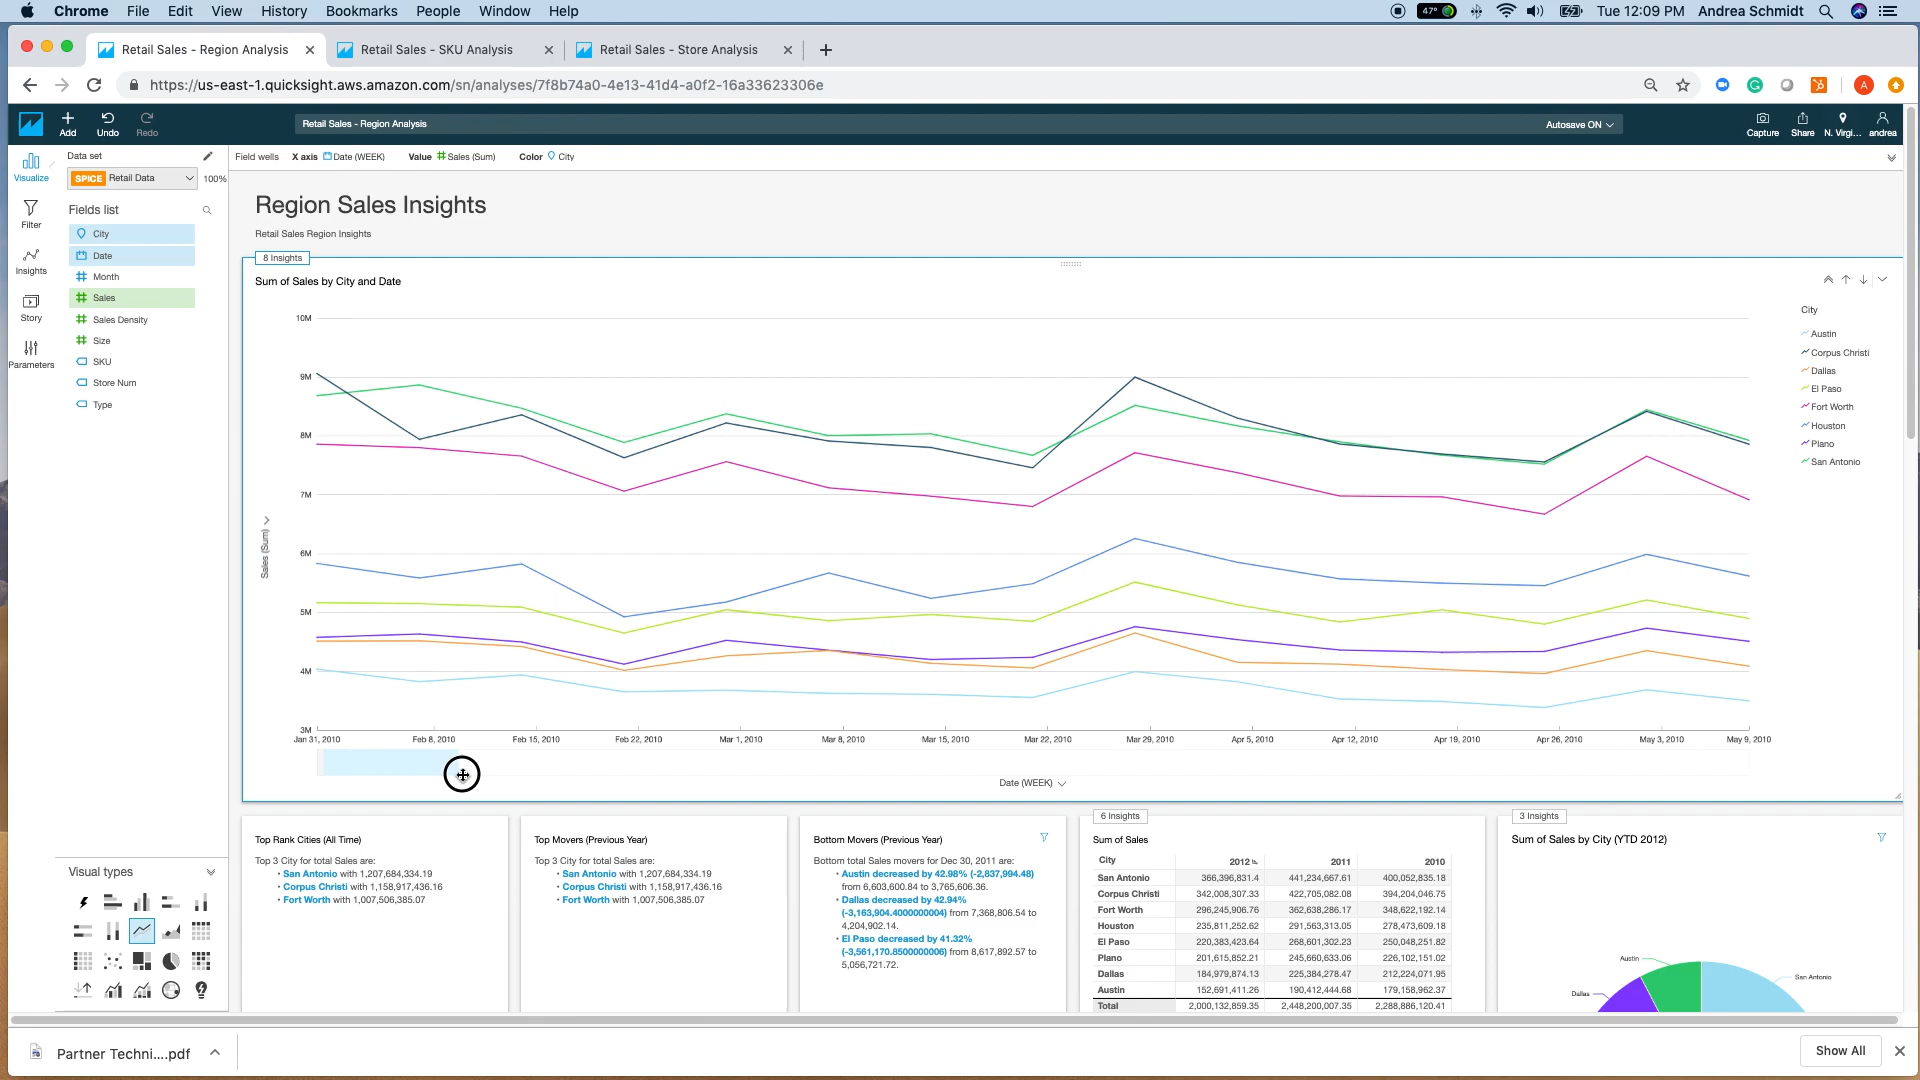 Chrome File Edit View History Bookmarks People Window Help
47° Tue 12:09 PM Andrea Schmidt
Retail Sales - Region Analysis
Retail Sales - SKU Analysis
Retail Sales - Store Analysis
https://us-east-1.quicksight.aws.amazon.com/sn/analyses/7f8b74a0-4e13-41d4-a0f2-16a33623306e
A
Add
Undo
Redo
Retail Sales - Region Analysis
Autosave ON
Capture
Share
N. Virgi...
andrea
Visualize
Filter
Insights
Story
Parameters
Data set
SPICE Retail Data
100%
Fields list
City
Date
Month
Sales
Sales Density
Size
SKU
Store Num
Type
Visual types
Field wells X axis Date (WEEK) Value Sales (Sum) Color City
Region Sales Insights
Retail Sales Region Insights
8 Insights
Sum of Sales by City and Date
Sales (Sum)
10M
9M
8M
7M
6M
5M
4M
3M
Jan 31, 2010 Feb 8, 2010 Feb 15, 2010 Feb 22, 2010 Mar 1, 2010 Mar 8, 2010 Mar 15, 2010 Mar 22, 2010 Mar 29, 2010 Apr 5, 2010 Apr 12, 2010 Apr 19, 2010 Apr 26, 2010 May 3, 2010 May 9, 2010
Date (WEEK)
City
Austin
Corpus Christi
Dallas
El Paso
Fort Worth
Houston
Plano
San Antonio
Top Rank Cities (All Time)
Top 3 City for total Sales are:
• San Antonio with 1,207,684,334.19
• Corpus Christi with 1,158,917,436.16
• Fort Worth with 1,007,506,385.07
Top Movers (Previous Year)
Top 3 City for total Sales are:
• San Antonio with 1,207,684,334.19
• Corpus Christi with 1,158,917,436.16
• Fort Worth with 1,007,506,385.07
Bottom Movers (Previous Year)
Bottom total Sales movers for Dec 30, 2011 are:
• Austin decreased by 42.98% (-2,837,994.48)
from 6,603,600.84 to 3,765,606.36.
• Dallas decreased by 42.94%
(-3,163,904.4000000004) from 7,368,806.54 to
4,204,902.14.
• El Paso decreased by 41.32%
(-3,561,170.8500000006) from 8,617,892.57 to
5,056,721.72.
6 Insights
Sum of Sales
City 2012 2011 2010
San Antonio 366,396,831.4 441,234,667.61 400,052,835.18
Corpus Christi 342,008,307.33 422,705,082.08 394,204,046.75
Fort Worth 296,245,906.76 362,638,286.17 348,622,192.14
Houston 235,811,252.62 291,563,313.05 278,473,609.18
El Paso 220,383,423.64 268,601,302.23 250,048,251.82
Plano 201,615,852.21 245,660,633.06 226,102,151.02
Dallas 184,979,874.13 225,384,278.47 212,224,071.95
Austin 152,691,411.26 190,412,444.68 179,158,962.37
Total 2,000,132,859.35 2,448,200,007.35 2,288,886,120.41
3 Insights
Sum of Sales by City (YTD 2012)
Austin
San Antonio
Dallas
Partner Techni....pdf
Show All